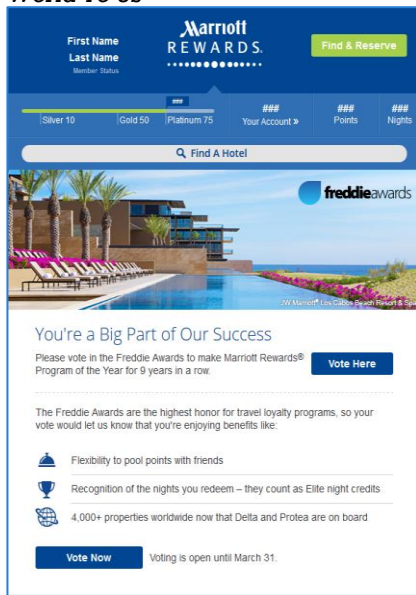 World To Us
First Name
Last Name
Member Status
Marriott
REWARDS.
Find & Reserve
###
Silver 10
Gold 50
Platinum 75
###
Your Account »
###
Points
###
Nights
Find A Hotel
freddieawards
JW Marriott® Los Cabos Beach Resort & Spa
You're a Big Part of Our Success
Please vote in the Freddie Awards to make Marriott Rewards®
Program of the Year for 9 years in a row.
Vote Here
The Freddie Awards are the highest honor for travel loyalty programs, so your
vote would let us know that you're enjoying benefits like:
Flexibility to pool points with friends
Recognition of the nights you redeem – they count as Elite night credits
4,000+ properties worldwide now that Delta and Protea are on board
Vote Now
Voting is open until March 31.